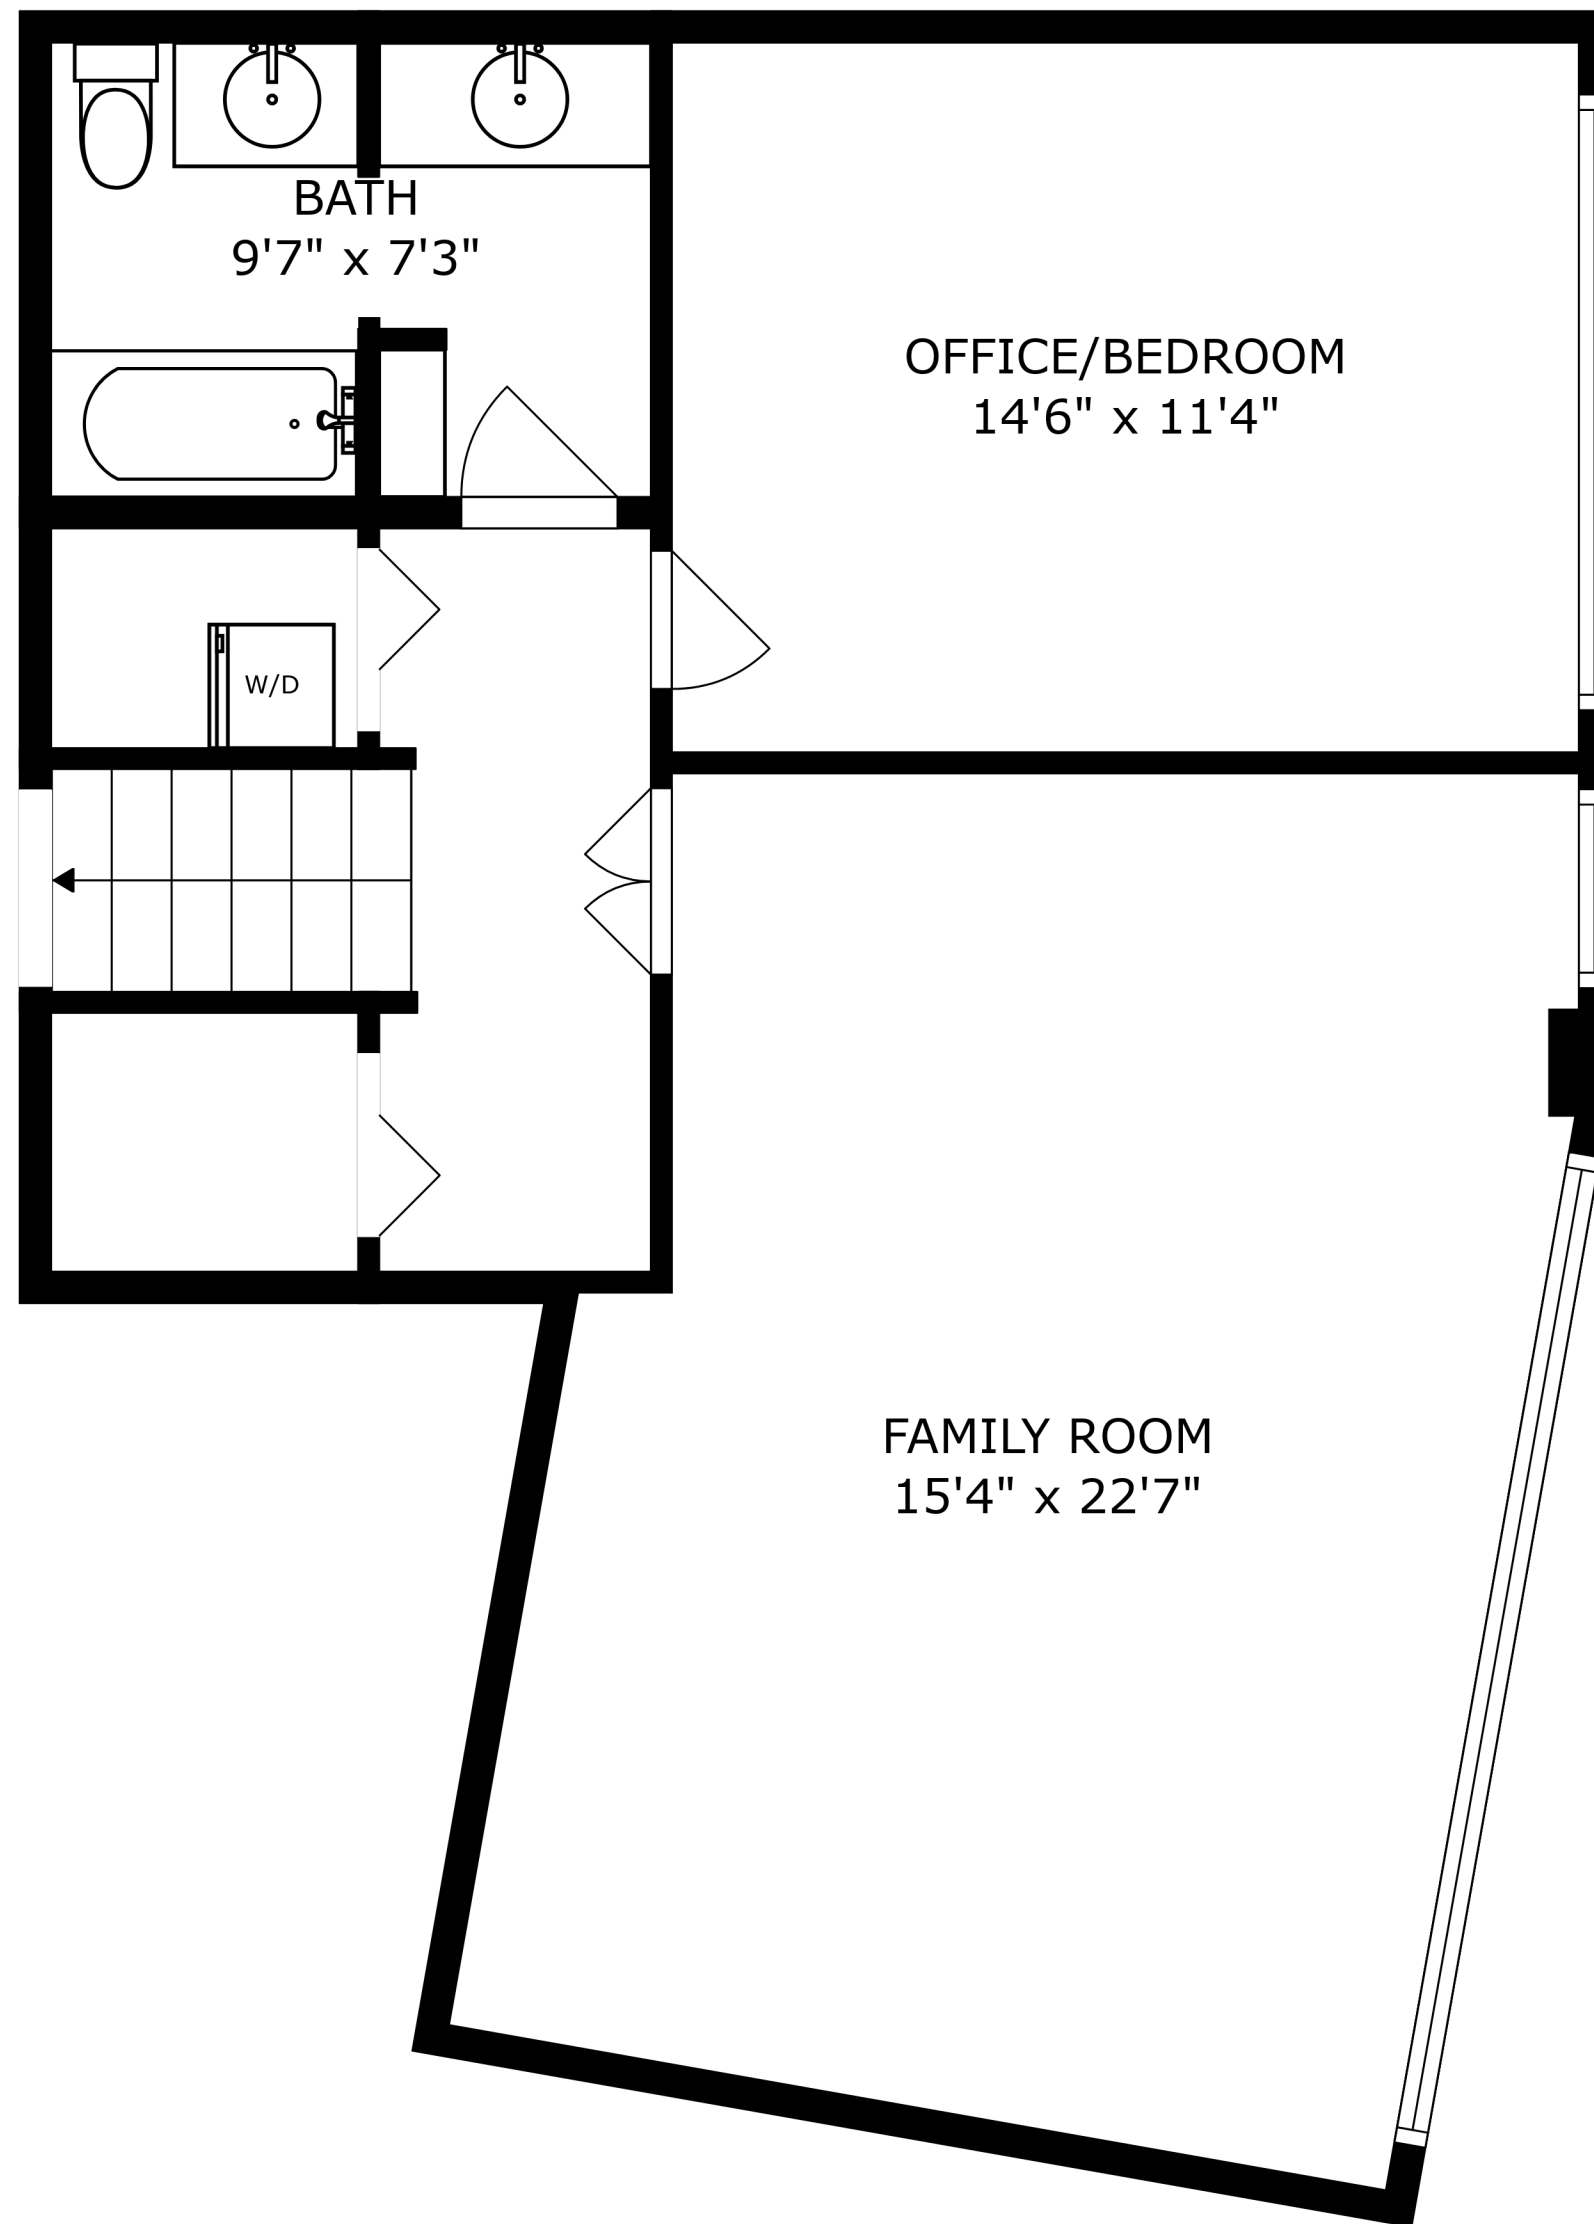 BATH
9'7" x 7'3"
OFFICE/BEDROOM
14'6" x 11'4"
W/D
FAMILY ROOM
15'4" x 22'7"